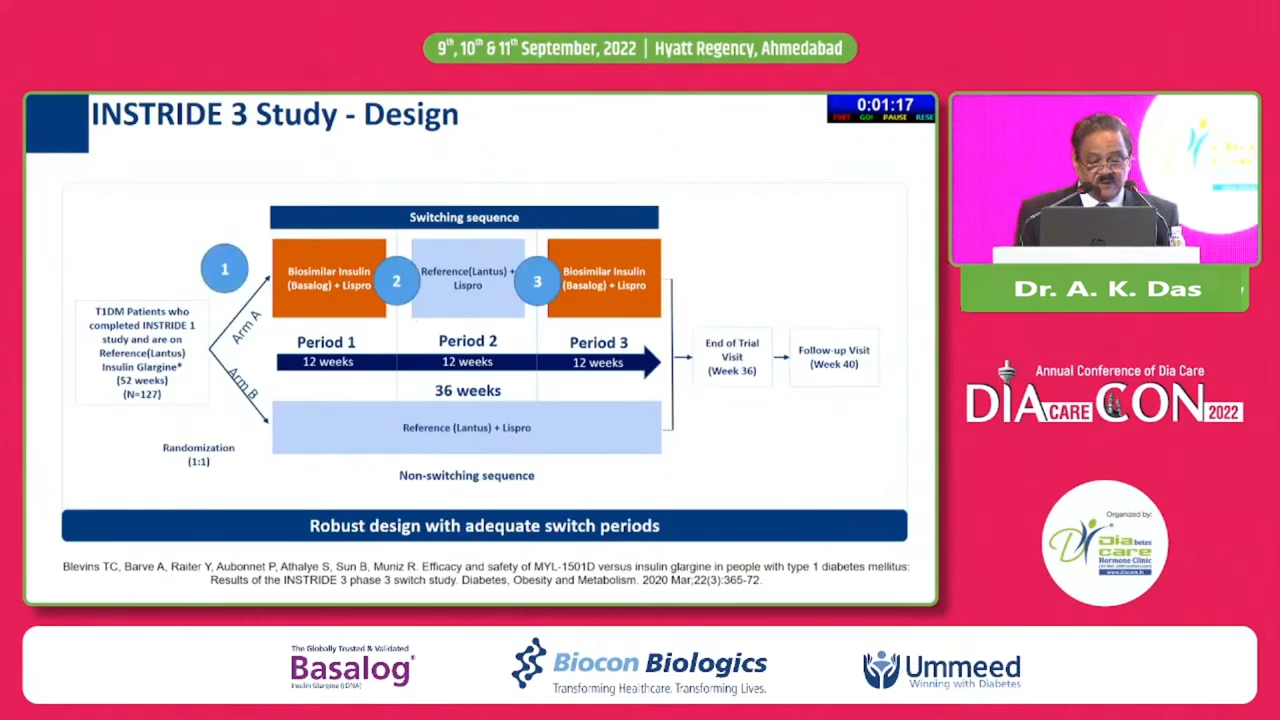 9th, 10th & 11th September, 2022 | Hyatt Regency, Ahmedabad
INSTRIDE 3 Study - Design
0:01:17
EXIT GO! PAUSE RESE
Switching sequence
1
Biosimilar Insulin
(Basalog) + Lispro
2
Reference(Lantus) +
Lispro
3
Biosimilar Insulin
(Basalog) + Lispro
T1DM Patients who
completed INSTRIDE 1
study and are on
Reference(Lantus)
Insulin Glargine*
(52 weeks)
(N=127)
Arm A
Arm B
Period 1
Period 2
Period 3
12 weeks
12 weeks
12 weeks
36 weeks
End of Trial
Visit
(Week 36)
Follow-up Visit
(Week 40)
Reference (Lantus) + Lispro
Randomization
(1:1)
Non-switching sequence
Robust design with adequate switch periods
Blevins TC, Barve A, Raiter Y, Aubonnet P, Athalye S, Sun B, Muniz R. Efficacy and safety of MYL-1501D versus insulin glargine in people with type 1 diabetes mellitus:
Results of the INSTRIDE 3 phase 3 switch study. Diabetes, Obesity and Metabolism. 2020 Mar;22(3):365-72.
Dr. A. K. Das
Annual Conference of Dia Care
DIA CARE CON 2022
Organized by:
Diabetes
care
Hormone Clinic
The Globally Trusted & Validated
Basalog
Insulin Glargine (rDNA)
Biocon Biologics
Transforming Healthcare. Transforming Lives.
Ummeed
Winning with Diabetes